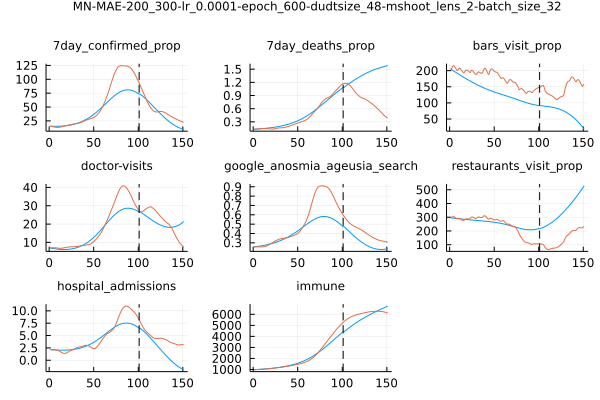 MN-MAE-200_300-lr_0.0001-epoch_600-dudtsize_48-mshoot_lens_2-batch_size_32
7day_confirmed_prop 7day_deaths_prop bars_visit_prop
125 100 75 50 25
0 50 100 150
1.5 1.2 0.9 0.6 0.3
0 50 100 150
200 150 100 50
0 50 100 150
doctor-visits google_anosmia_ageusia_search restaurants_visit_prop
40 30 20 10
0 50 100 150
0.9 0.8 0.7 0.6 0.5 0.4 0.3
0 50 100 150
500 400 300 200 100
0 50 100 150
hospital_admissions immune
10.0 7.5 5.0 2.5 0.0
0 50 100 150
6000 5000 4000 3000 2000 1000
0 50 100 150